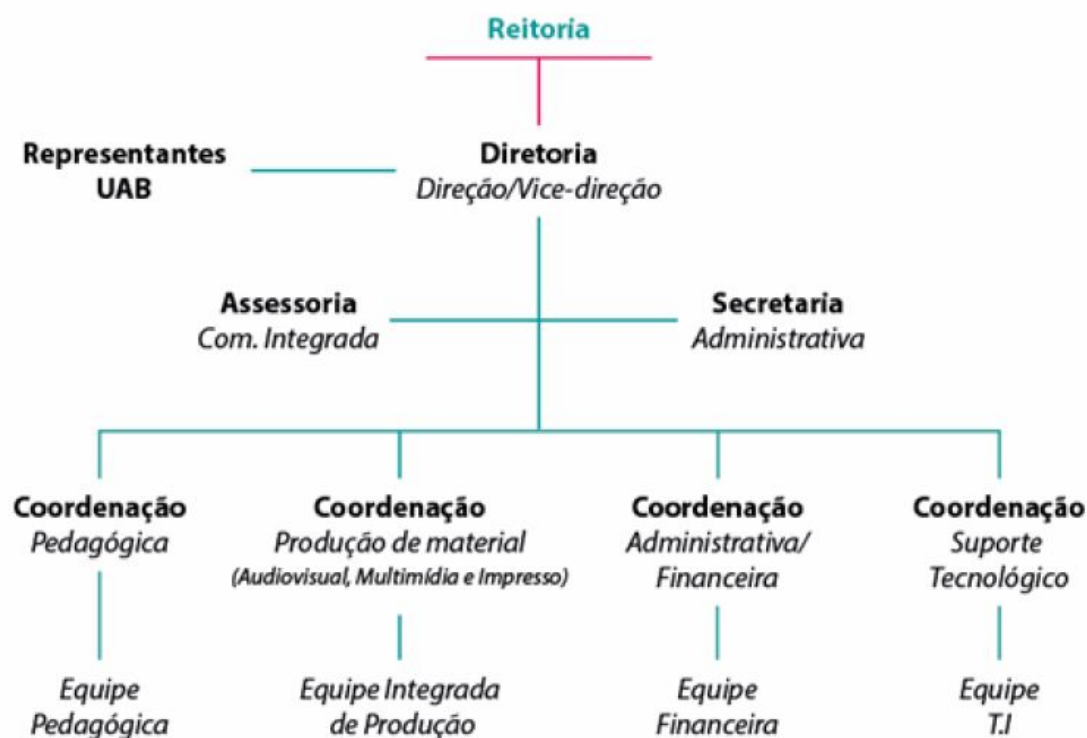 Reitoria
Representantes
UAB
Diretoria
Direção/Vice-direção
Assessoria
Com. Integrada
Secretaria
Administrativa
Coordenação
Pedagógica
Coordenação
Produção de material
(Audiovisual, Multimídia e Impresso)
Coordenação
Administrativa/
Financeira
Coordenação
Suporte
Tecnológico
Equipe
Pedagógica
Equipe Integrada
de Produção
Equipe
Financeira
Equipe
T.I